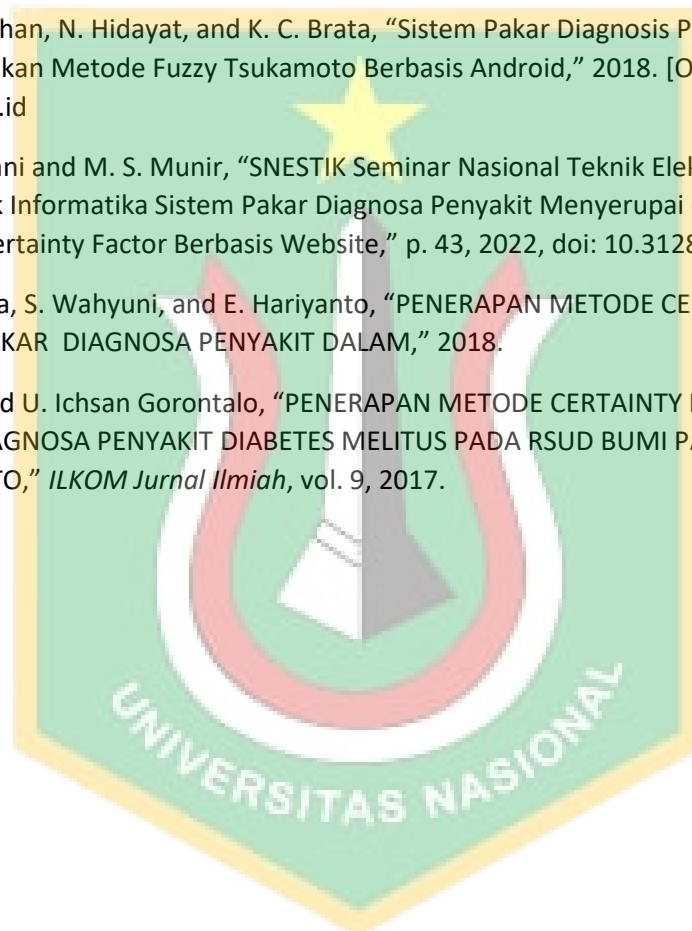 han, N. Hidayat, and K. C. Brata, “Sistem Pakar Diagnosis P
kan Metode Fuzzy Tsukamoto Berbasis Android,” 2018. [O
.id
ni and M. S. Munir, “SNESTIK Seminar Nasional Teknik Elek
k Informatika Sistem Pakar Diagnosa Penyakit Menyerupai
ertainty Factor Berbasis Website,” p. 43, 2022, doi: 10.3128
a, S. Wahyuni, and E. Hariyanto, “PENERAPAN METODE CE
KAR DIAGNOSA PENYAKIT DALAM,” 2018.
d U. Ichsan Gorontalo, “PENERAPAN METODE CERTAINTY
AGNOSA PENYAKIT DIABETES MELITUS PADA RSUD BUMI PA
TO,” ILKOM Jurnal Ilmiah, vol. 9, 2017.
UNIVERSITAS NASIONAL